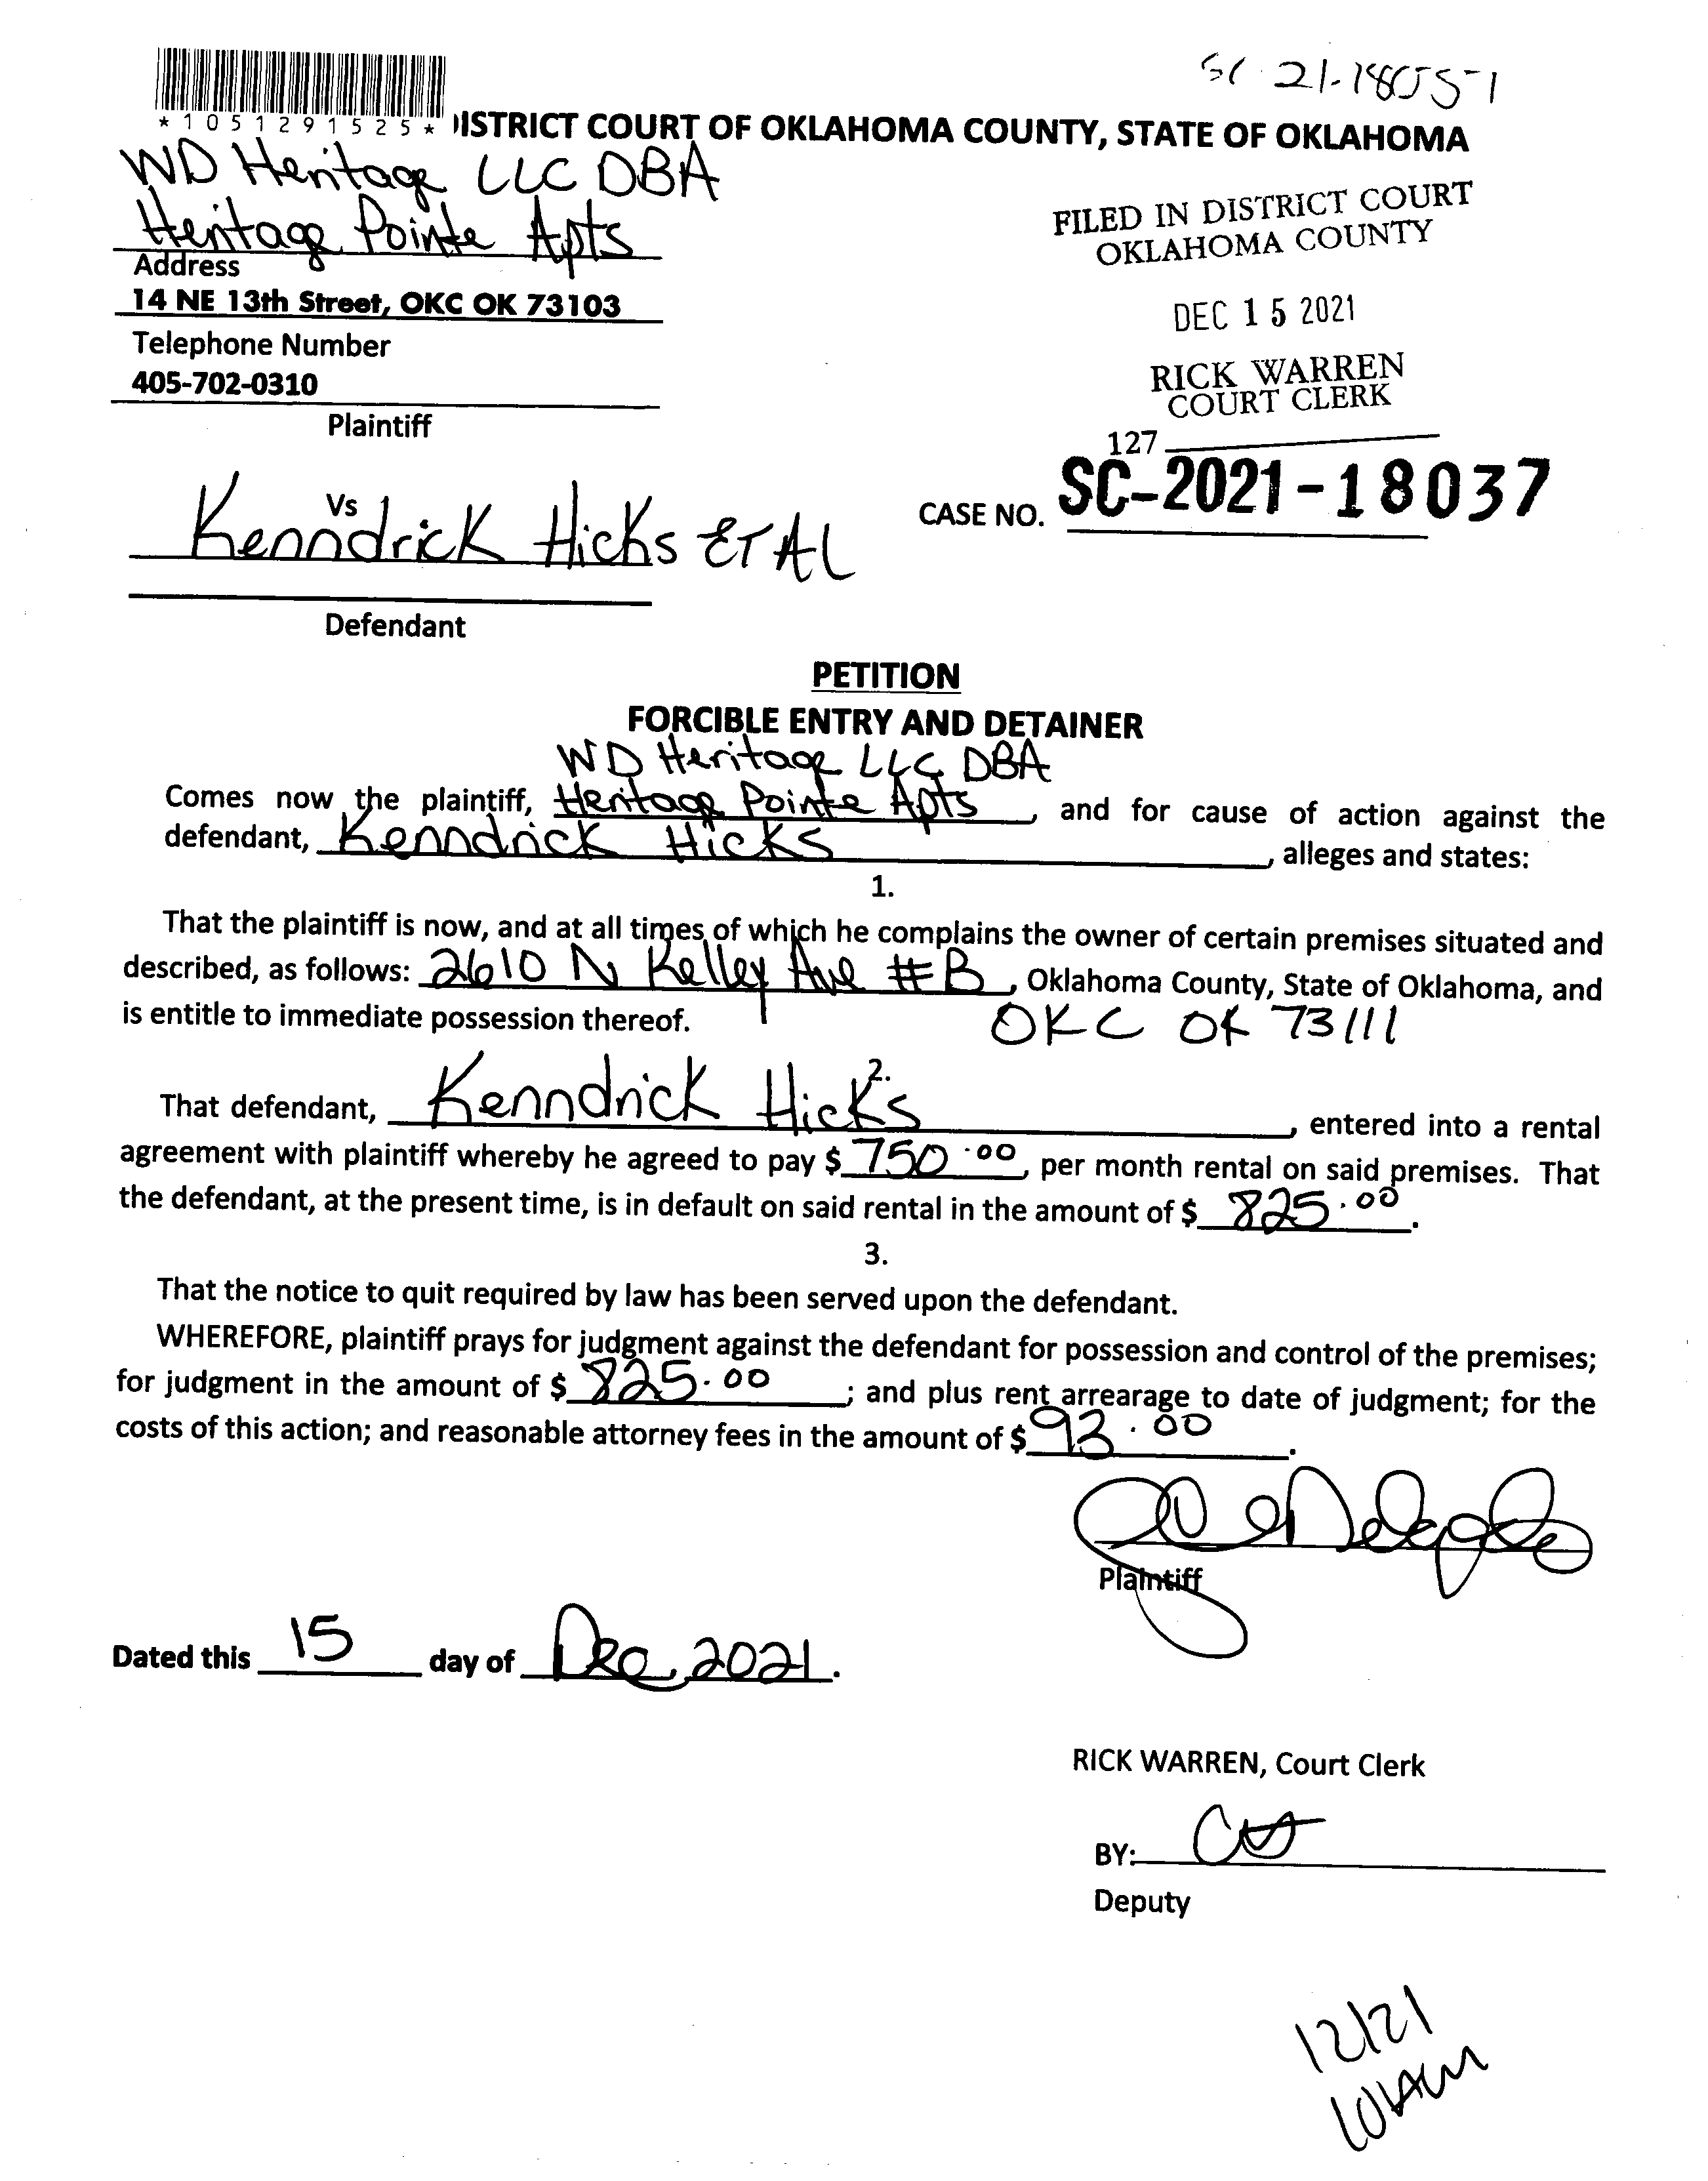 SC 21-18037
*1051291525* DISTRICT COURT OF OKLAHOMA COUNTY, STATE OF OKLAHOMA
WD Heritage LLC DBA
Heritage Pointe Apts
Address
14 NE 13th Street, OKC OK 73103
Telephone Number
405-702-0310
Plaintiff
FILED IN DISTRICT COURT
OKLAHOMA COUNTY
DEC 15 2021
RICK WARREN
COURT CLERK
127
CASE NO. SC-2021-18037
Vs
Kenndrick Hicks ET AL
Defendant
PETITION
FORCIBLE ENTRY AND DETAINER
WD Heritage LLC DBA
Comes now the plaintiff, Heritage Pointe Apts, and for cause of action against the
defendant, Kenndrick Hicks, alleges and states:
1.
That the plaintiff is now, and at all times of which he complains the owner of certain premises situated and
described, as follows: 2610 N Kelley Ave #B, Oklahoma County, State of Oklahoma, and
is entitle to immediate possession thereof. OKC OK 73111
2.
That defendant, Kenndrick Hicks, entered into a rental
agreement with plaintiff whereby he agreed to pay $ 750.00, per month rental on said premises. That
the defendant, at the present time, is in default on said rental in the amount of $ 825.00.
3.
That the notice to quit required by law has been served upon the defendant.
WHEREFORE, plaintiff prays for judgment against the defendant for possession and control of the premises;
for judgment in the amount of $ 825.00; and plus rent arrearage to date of judgment; for the
costs of this action; and reasonable attorney fees in the amount of $ 93.00.
Plaintiff
Dated this 15 day of Dec, 2021.
RICK WARREN, Court Clerk
BY:
Deputy
12/21